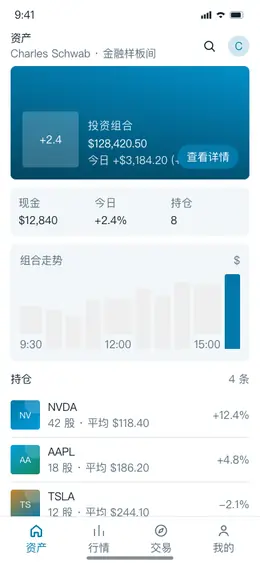 9:41
资产
Charles Schwab · 金融样板间
C
+2.4
投资组合
$128,420.50
今日 +$3,184.20 (+
查看详情
现金
今日
持仓
$12,840
+2.4%
8
组合走势
$
9:30
12:00
15:00
持仓
4 条
NV
NVDA
42 股 · 平均 $118.40
+12.4%
AA
AAPL
18 股 · 平均 $186.20
+4.8%
TS
TSLA
12 股 · 平均 $244.10
−2.1%
资产
行情
交易
我的